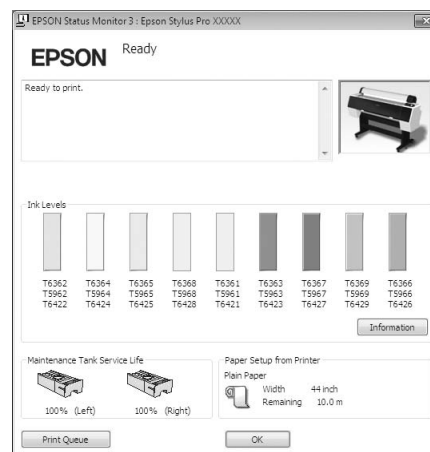 EPSON Status Monitor 3 : Epson Stylus Pro XXXXX
EPSON
Ready
Ready to print.
Ink Levels
T6362 T6364 T6365 T6368 T6361 T6363 T6367 T6369 T6366
T5962 T5964 T5965 T5968 T5961 T5963 T5967 T5969 T5966
T6422 T6424 T6425 T6428 T6421 T6423 T6427 T6429 T6426
Information
Maintenance Tank Service Life
100% (Left) 100% (Right)
Paper Setup from Printer
Plain Paper
Width 44 inch
Remaining 10.0 m
Print Queue
OK